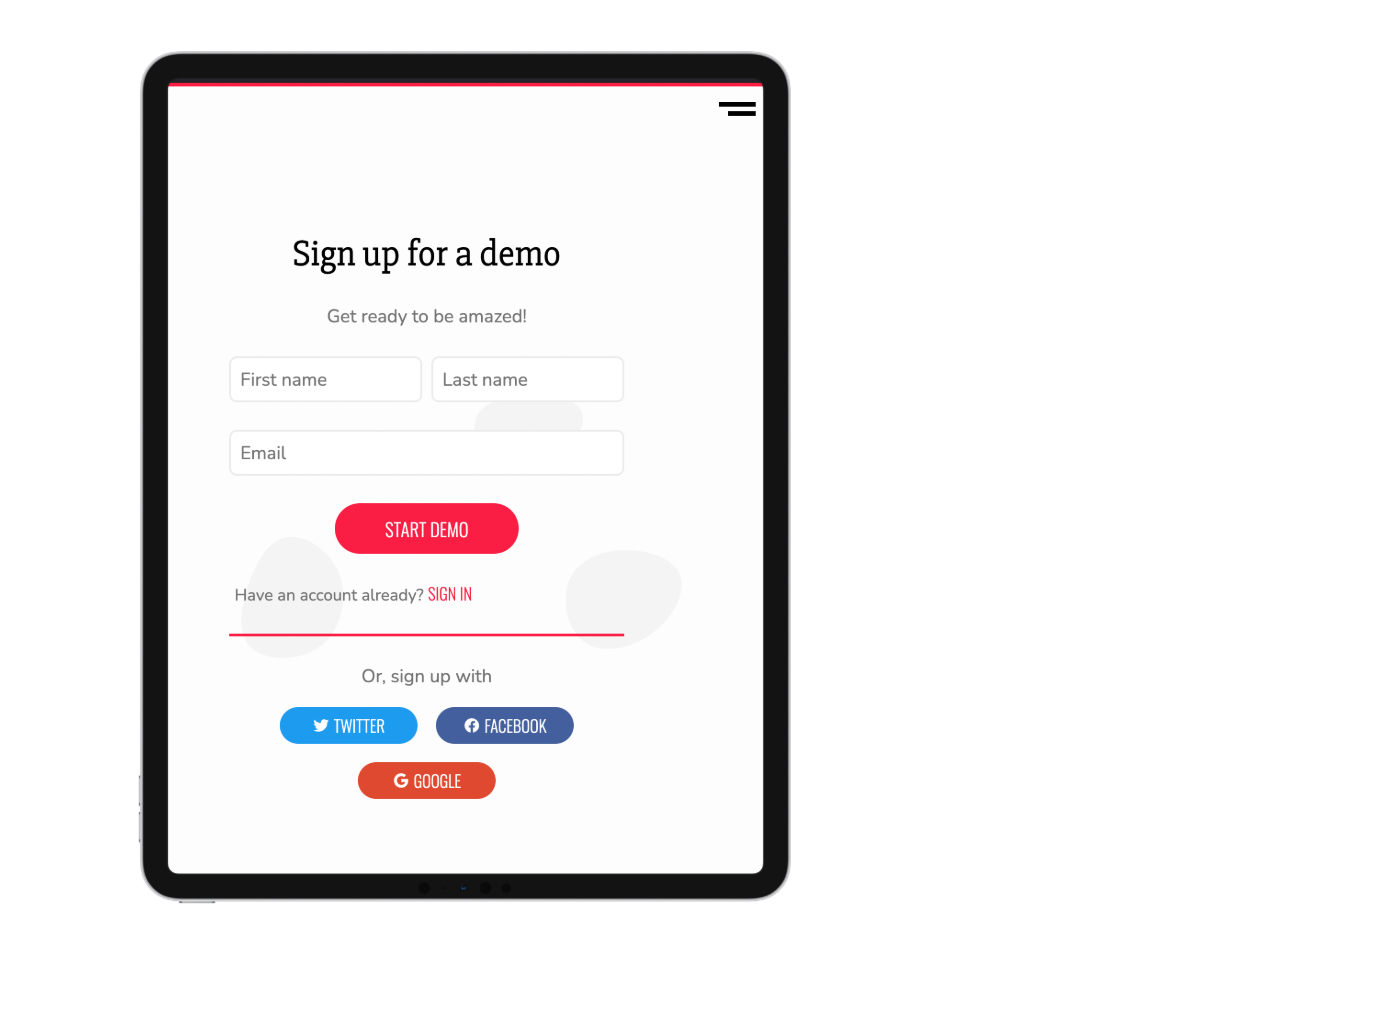 Sign up for a demo
Get ready to be amazed!
First name
Last name
Email
START DEMO
Have an account already? SIGN IN
Or, sign up with
TWITTER
FACEBOOK
GOOGLE